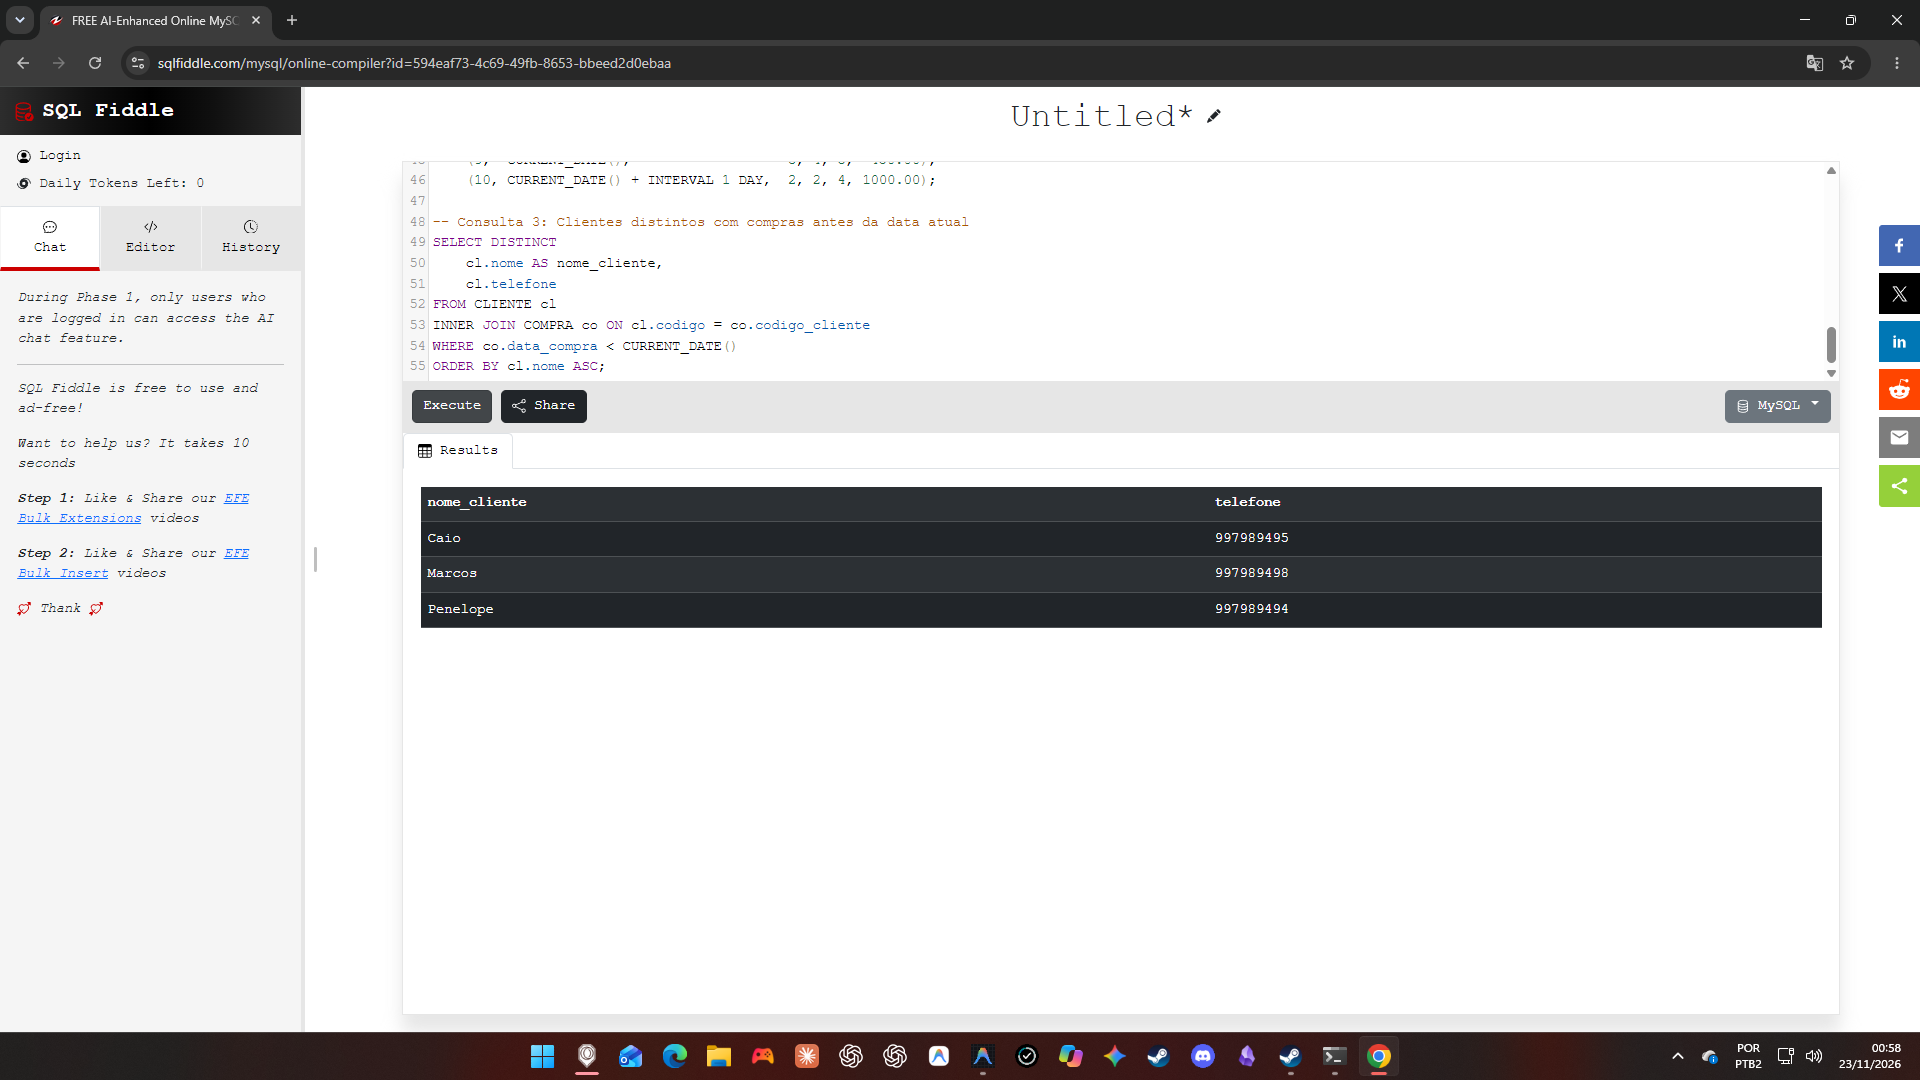 FREE AI-Enhanced Online MySQ
sqlfiddle.com/mysql/online-compiler?id=594eaf73-4c69-49fb-8653-bbeed2d0ebaa
SQL Fiddle
Login
Daily Tokens Left: 0
Chat
Editor
History
During Phase 1, only users who
are logged in can access the AI
chat feature.
SQL Fiddle is free to use and
ad-free!
Want to help us? It takes 10
seconds
Step 1: Like & Share our EFE
Bulk Extensions videos
Step 2: Like & Share our EFE
Bulk Insert videos
Thank
Untitled*
46 (10, CURRENT_DATE() + INTERVAL 1 DAY, 2, 2, 4, 1000.00);
47
48 -- Consulta 3: Clientes distintos com compras antes da data atual
49 SELECT DISTINCT
50 cl.nome AS nome_cliente,
51 cl.telefone
52 FROM CLIENTE cl
53 INNER JOIN COMPRA co ON cl.codigo = co.codigo_cliente
54 WHERE co.data_compra < CURRENT_DATE()
55 ORDER BY cl.nome ASC;
Execute
Share
MySQL
Results
nome_cliente telefone
Caio 997989495
Marcos 997989498
Penelope 997989494
POR
PTB2
00:58
23/11/2026